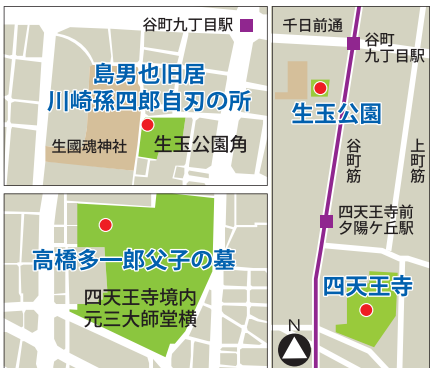 谷町九丁目駅
島男也旧居
川崎孫四郎自刃の所
生國魂神社
生玉公園角
高橋多一郎父子の墓
四天王寺境内
元三大師堂横
千日前通
谷町
九丁目駅
生玉公園
谷町筋
上町筋
四天王寺前
夕陽ケ丘駅
四天王寺
N